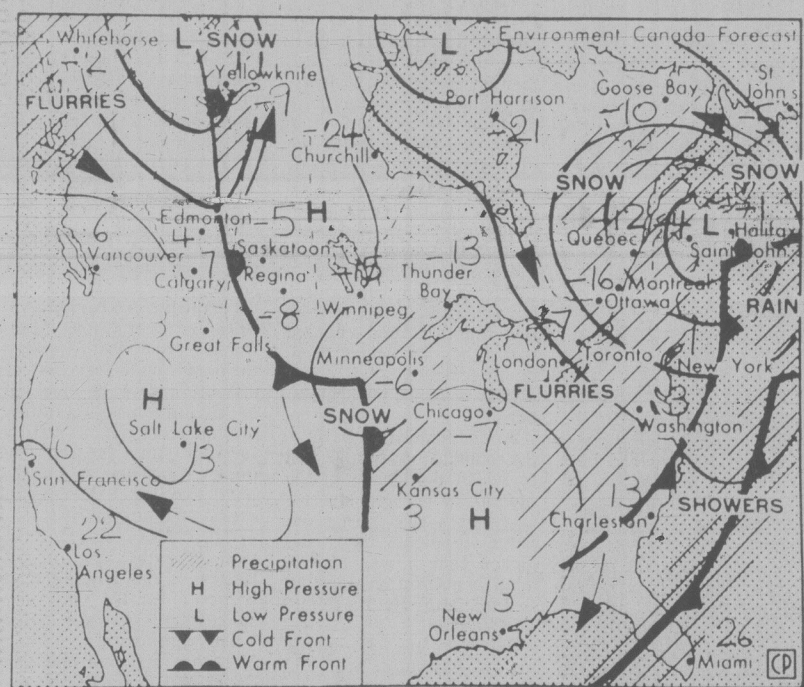 Environment Canada Forecast
Whitehorse
-2
L SNOW
Yellowknife
-9
FLURRIES
L
Port Harrison
-21
Goose Bay
-10
St
John's
-24
Churchill
SNOW
SNOW
Edmonton
4
-5
H
6
Vancouver
7
Calgary
Saskatoon
Regina
-8
Winnipeg
-13
Thunder
Bay
-12
Quebec
L
Halifax
Saint John
-16
Montreal
Ottawa
RAIN
Great Falls
Minneapolis
-6
-7
London
Toronto
New York
FLURRIES
SNOW
Chicago
-7
Washington
H
Salt Lake City
3
San Francisco
22
Los
Angeles
Kansas City
3
H
13
Charleston
SHOWERS
New
Orleans
13
26
Miami
Precipitation
H High Pressure
L Low Pressure
Cold Front
Warm Front
CP